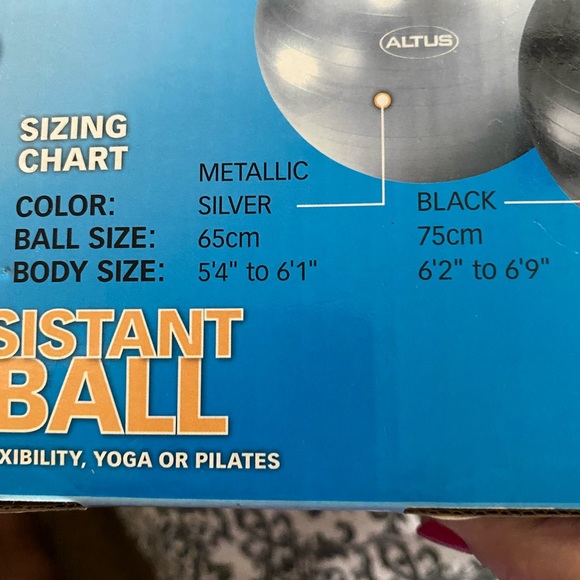 ALTUS
SIZING
CHART
METALLIC
COLOR: SILVER BLACK
BALL SIZE: 65cm 75cm
BODY SIZE: 5'4" to 6'1" 6'2" to 6'9"
SISTANT
BALL
XIBILITY, YOGA OR PILATES